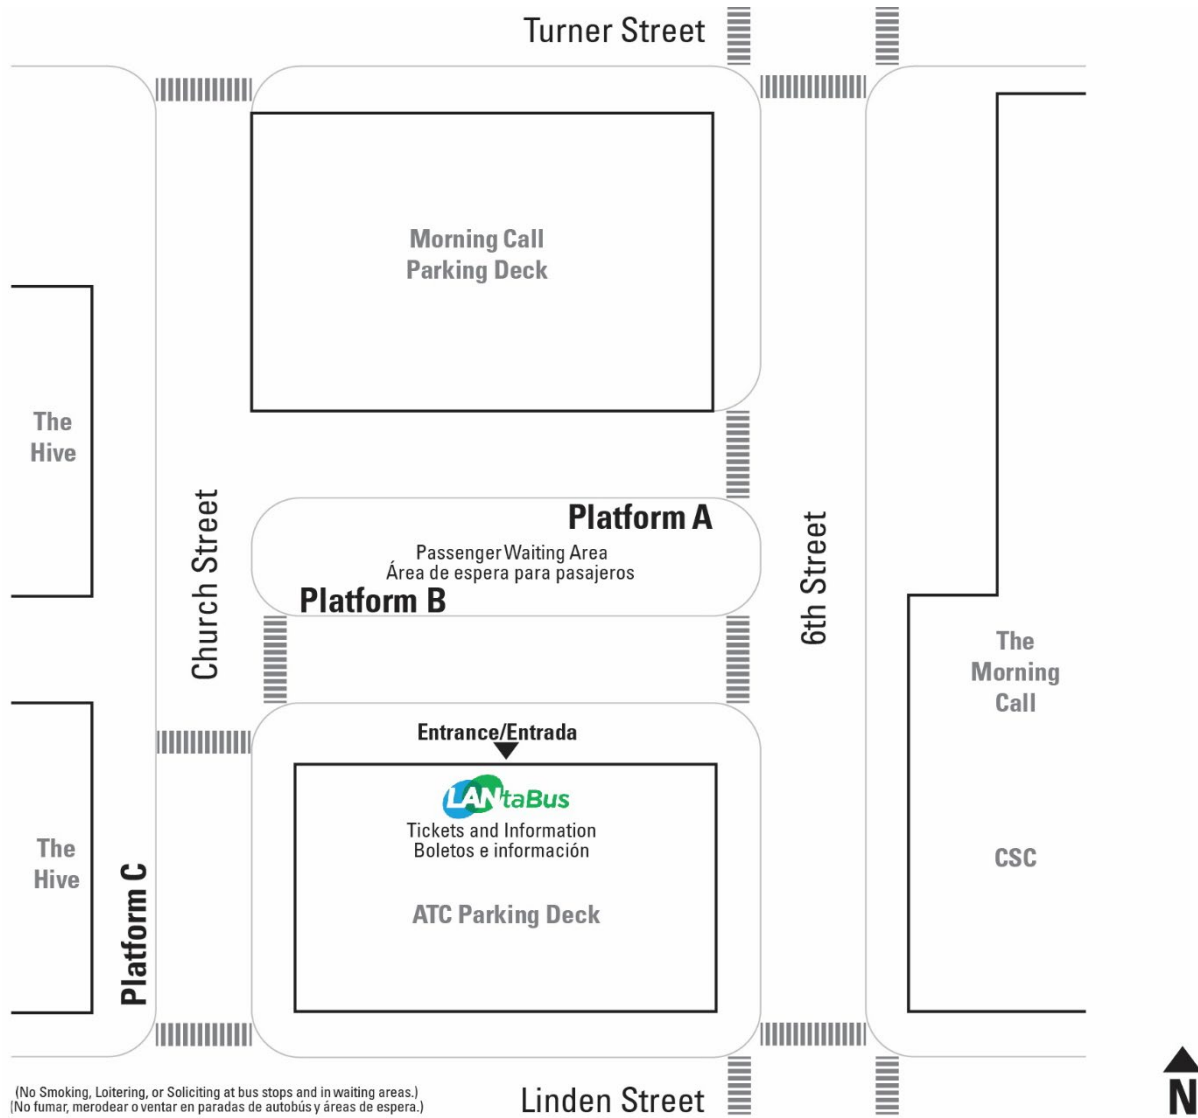 Turner Street
Morning Call
Parking Deck
The
Hive
Church Street
Platform A
Passenger Waiting Area
Área de espera para pasajeros
Platform B
6th Street
The
Morning
Call
Entrance/Entrada
LANtaBus
Tickets and Information
Boletos e información
The
Hive
Platform C
ATC Parking Deck
CSC
(No Smoking, Loitering, or Soliciting at bus stops and in waiting areas.)
(No fumar, merodear o ventar en paradas de autobús y áreas de espera.)
Linden Street
N